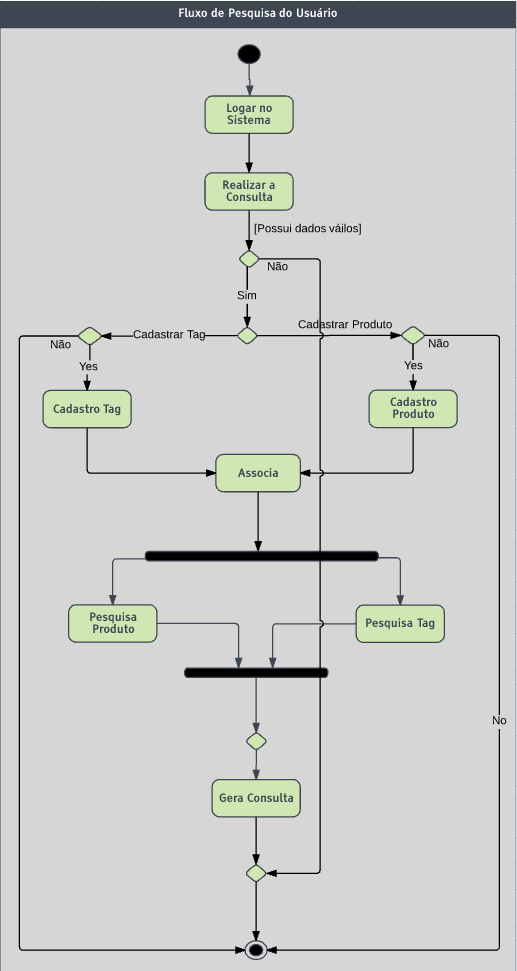 Fluxo de Pesquisa do Usuário
Logar no
Sistema
Realizar a
Consulta
[Possui dados váilos]
Não
Sim
Cadastrar Tag
Cadastrar Produto
Não
Não
Yes
Yes
Cadastro Tag
Cadastro
Produto
Associa
Pesquisa
Produto
Pesquisa Tag
No
Gera Consulta